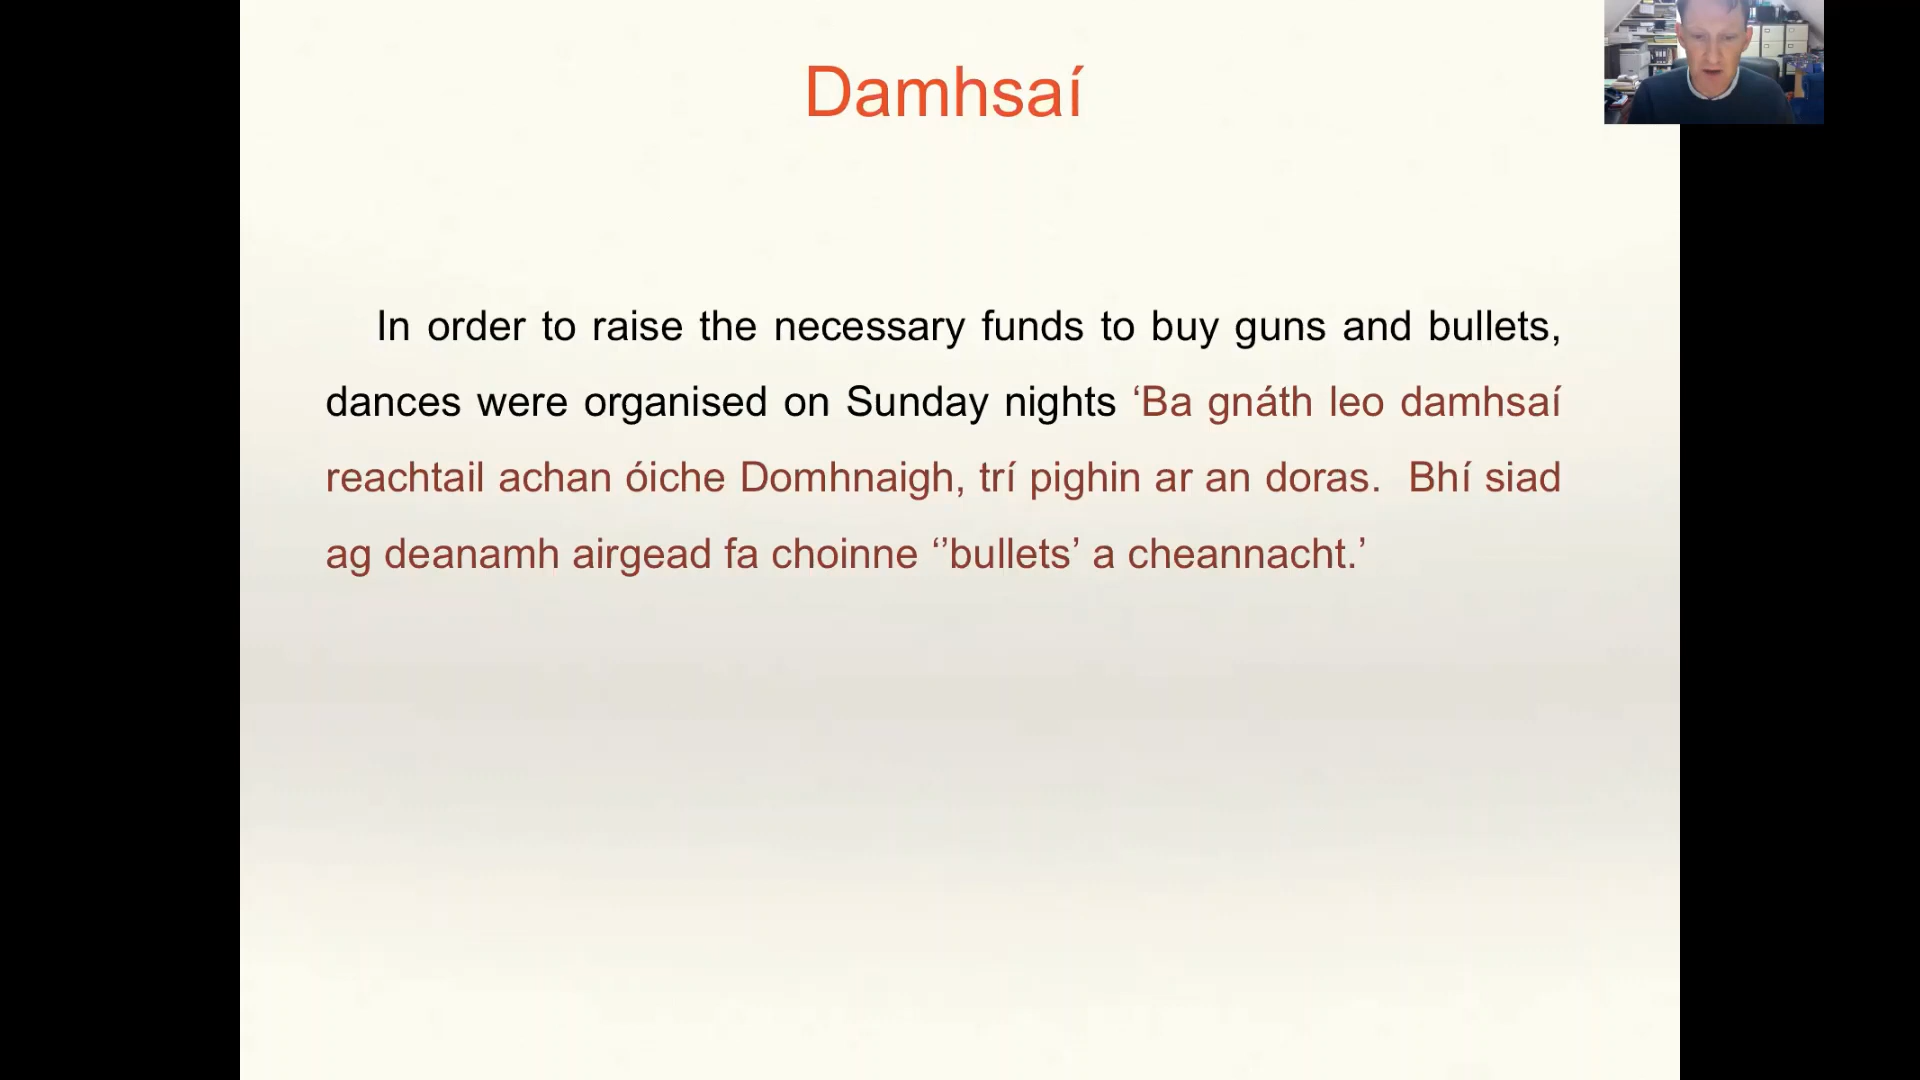 Damhsaí
In order to raise the necessary funds to buy guns and bullets,
dances were organised on Sunday nights ‘Ba gnáth leo damhsaí
reachtail achan óiche Domhnaigh, trí pighin ar an doras.  Bhí siad
ag deanamh airgead fa choinne ‘’bullets’ a cheannacht.’